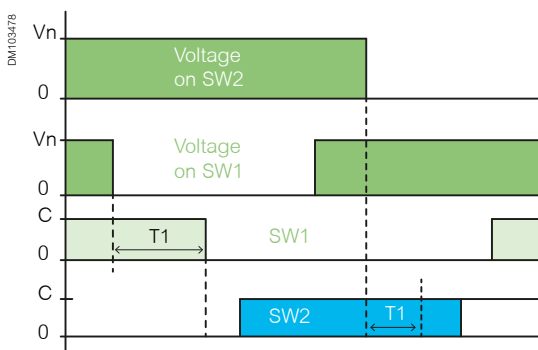 DM103478
Vn
Voltage
on SW2
0
Vn
Voltage
on SW1
0
C
T1
SW1
0
C
SW2
T1
0